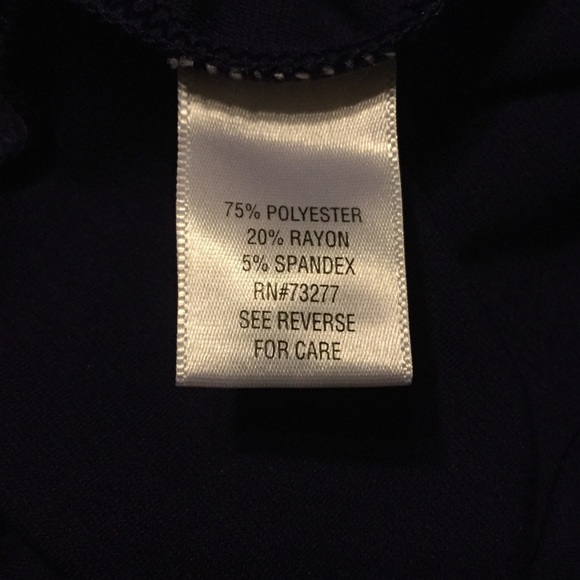 75% POLYESTER
20% RAYON
5% SPANDEX
RN#73277
SEE REVERSE
FOR CARE